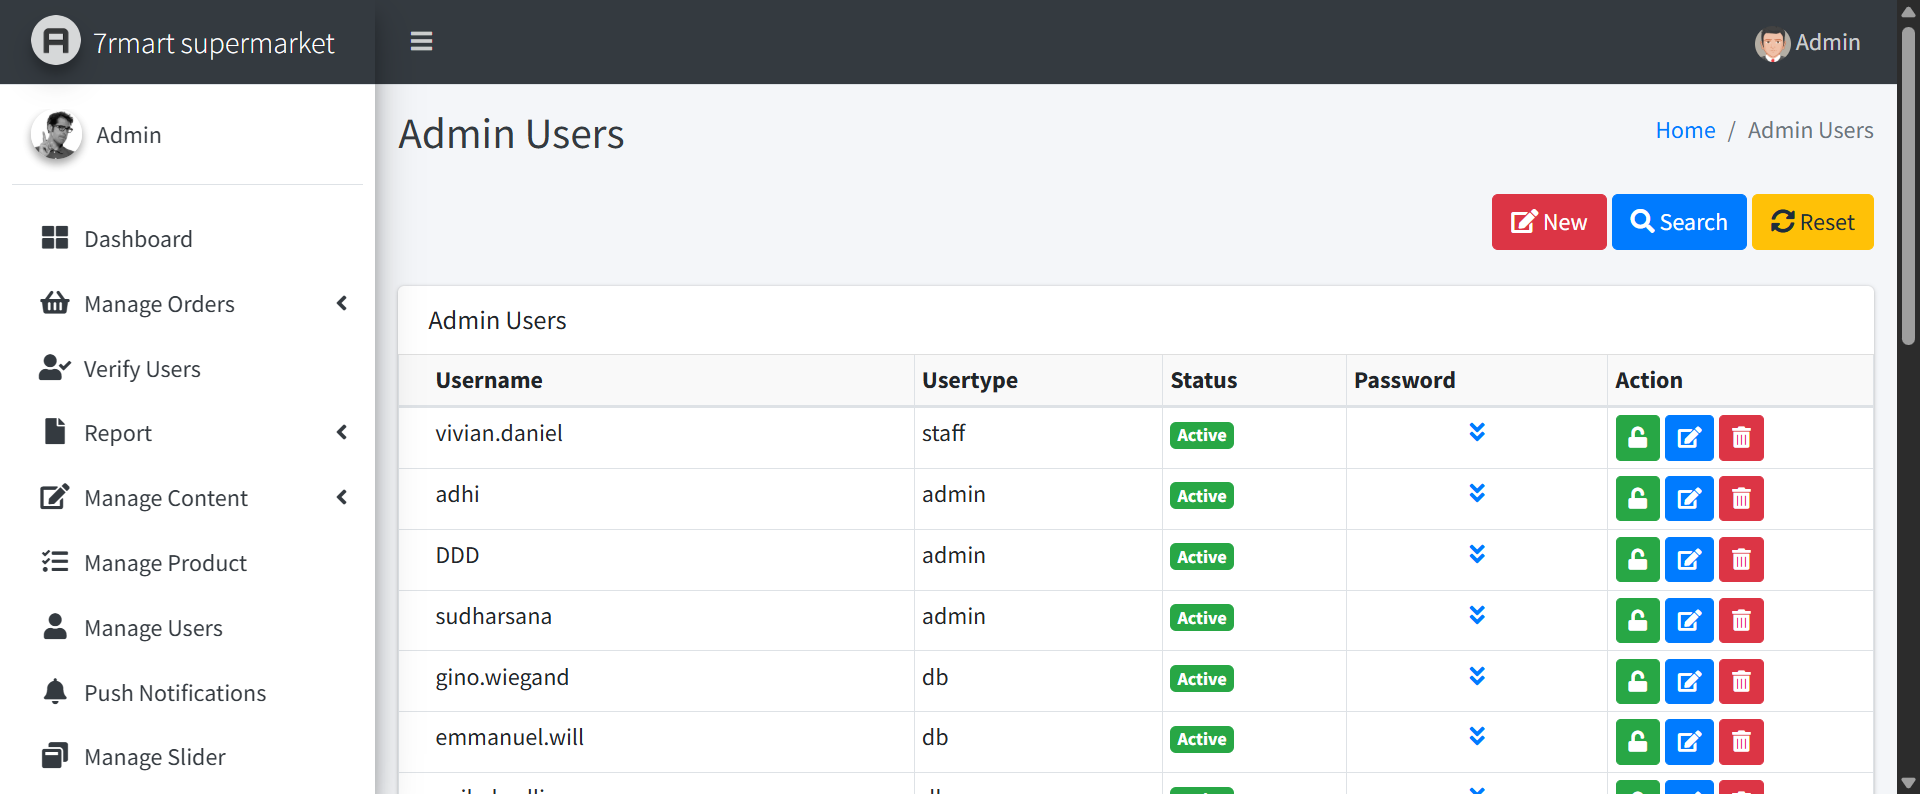 7rmart supermarket
Admin
Admin
Dashboard
Manage Orders
Verify Users
Report
Manage Content
Manage Product
Manage Users
Push Notifications
Manage Slider
Admin Users
Home / Admin Users
New Search Reset
Admin Users
Username Usertype Status Password Action
vivian.daniel staff Active
adhi admin Active
DDD admin Active
sudharsana admin Active
gino.wiegand db Active
emmanuel.will db Active